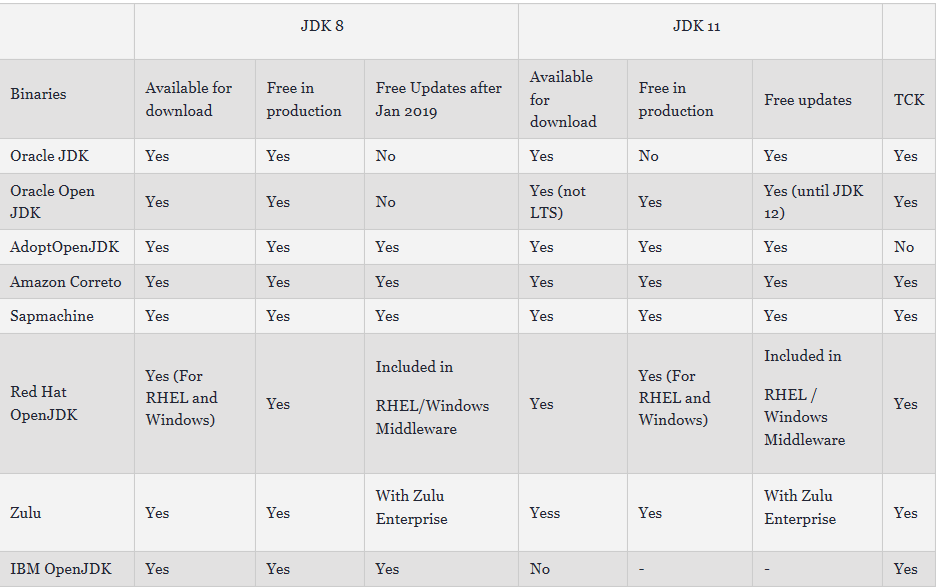 JDK 8 JDK 11
Binaries Available for download Free in production Free Updates after Jan 2019 Available for download Free in production Free updates TCK
Oracle JDK Yes Yes No Yes No Yes Yes
Oracle Open JDK Yes Yes No Yes (not LTS) Yes Yes (until JDK 12) Yes
AdoptOpenJDK Yes Yes Yes Yes Yes Yes No
Amazon Correto Yes Yes Yes Yes Yes Yes Yes
Sapmachine Yes Yes Yes Yes Yes Yes Yes
Red Hat OpenJDK Yes (For RHEL and Windows) Yes Included in RHEL/Windows Middleware Yes Yes (For RHEL and Windows) Included in RHEL / Windows Middleware Yes
Zulu Yes Yes With Zulu Enterprise Yess Yes With Zulu Enterprise Yes
IBM OpenJDK Yes Yes Yes No - - Yes